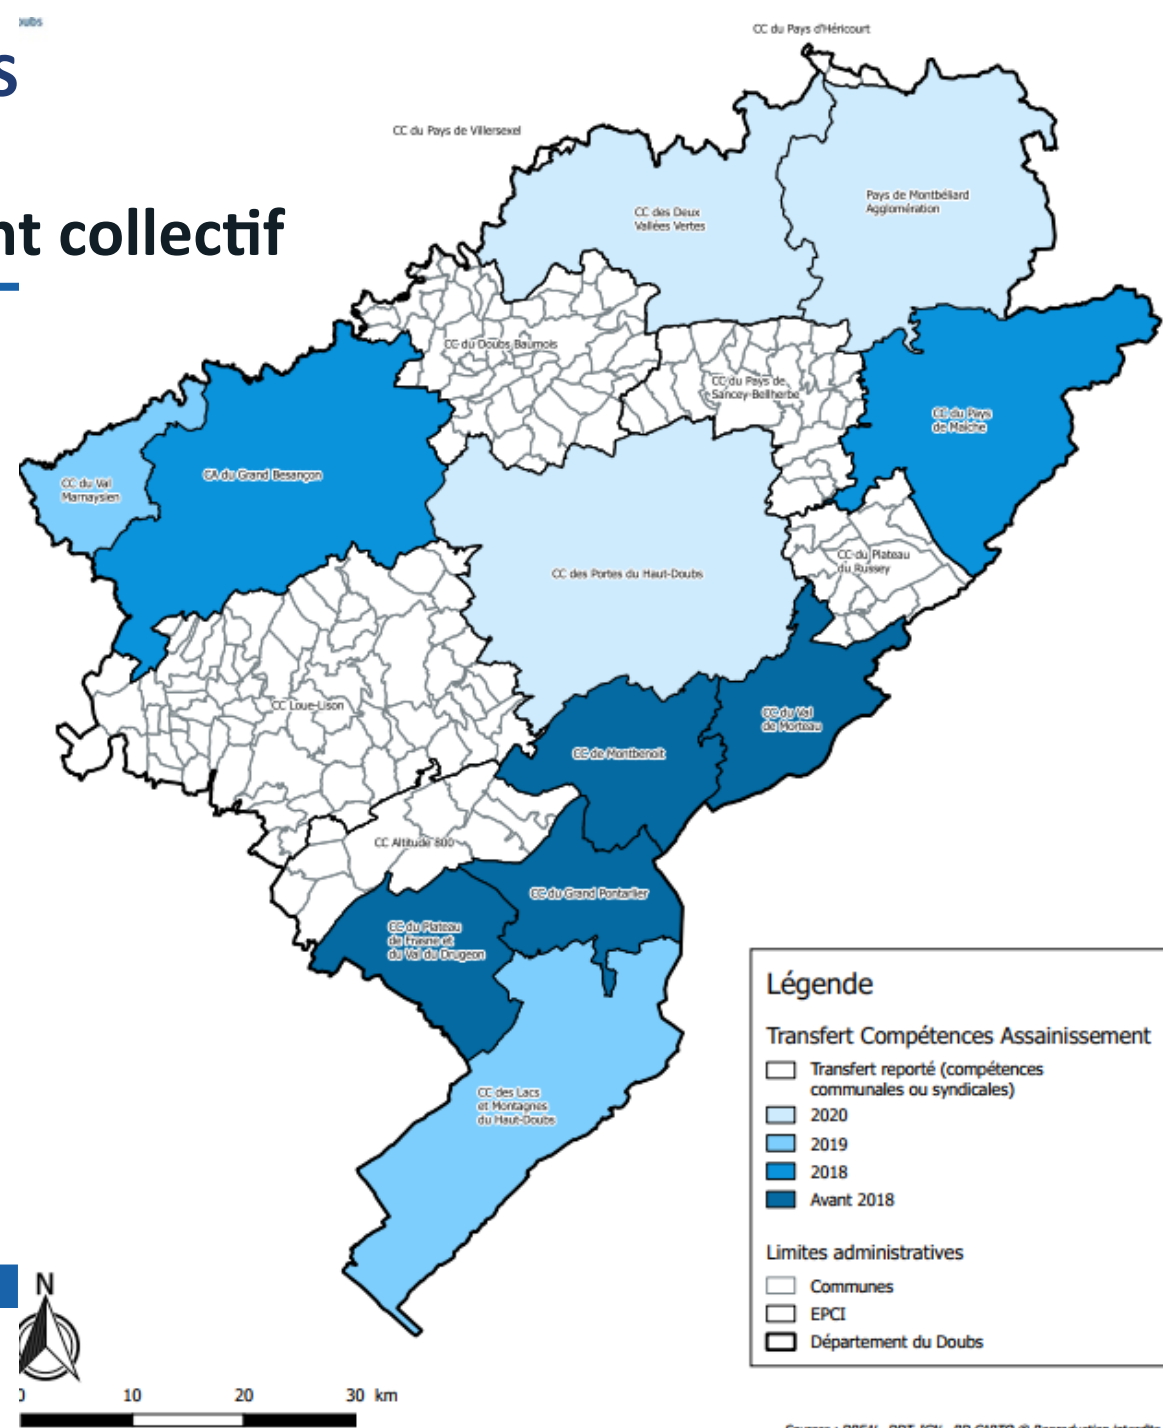 oubs
s
nt collectif
CC du Pays d'Héricourt
CC du Pays de Villersexel
Pays de Montbéliard
Agglomération
CC des Deux
Vallées Vertes
CC du Doubs Baumois
CC du Pays de
Sancey-Bellherbe
CC du Pays
de Maîche
CC du Val
Marnaysien
CA du Grand Besançon
CC du Plateau
du Russey
CC des Portes du Haut-Doubs
CC Loue-Lison
CC du Val
de Morteau
CC de Montbenoit
CC Altitude 800
CC du Grand Pontarlier
CC du Plateau
de Frasne et
du Val du Drugeon
CC des Lacs
et Montagnes
du Haut-Doubs
Légende
Transfert Compétences Assainissement
Transfert reporté (compétences
communales ou syndicales)
2020
2019
2018
Avant 2018
Limites administratives
Communes
EPCI
Département du Doubs
N
0 10 20 30 km